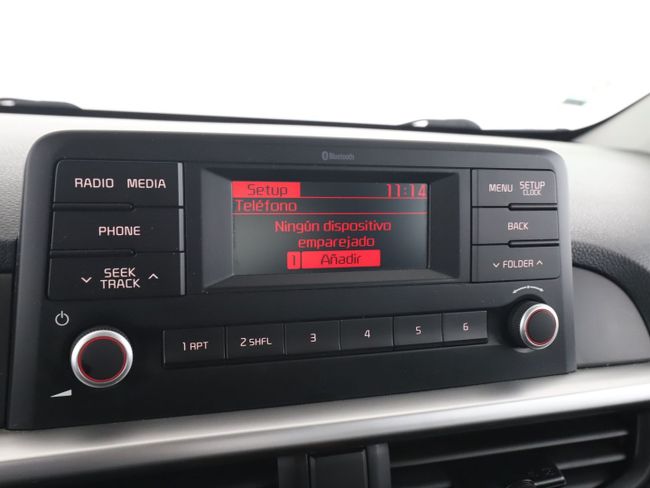 Bluetooth
RADIO MEDIA
PHONE
SEEK
TRACK
Setup 11:14
Teléfono
Ningún dispositivo
emparejado
1 Añadir
MENU SETUP
CLOCK
BACK
FOLDER
1 RPT 2 SHFL 3 4 5 6